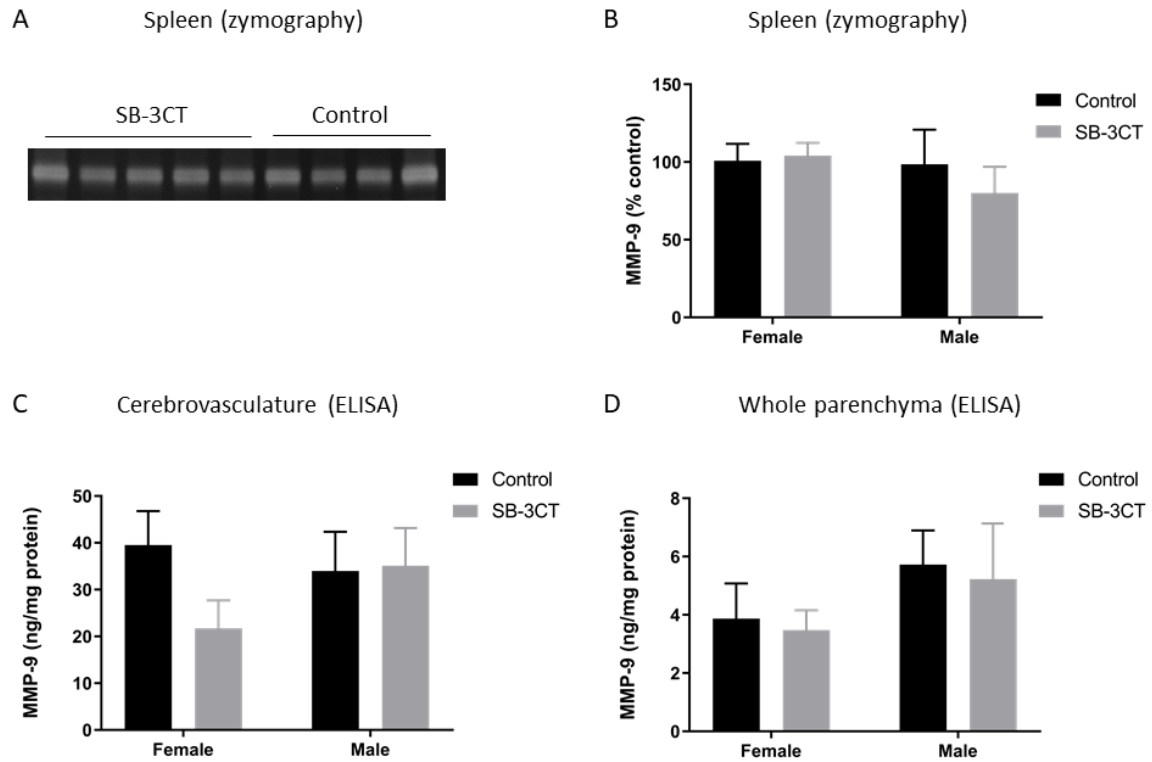 A
Spleen (zymography)
SB-3CT
Control
B
Spleen (zymography)
MMP-9 (% control)
150
100
50
0
Female
Male
Control
SB-3CT
C
Cerebrovasculature (ELISA)
MMP-9 (ng/mg protein)
50
40
30
20
10
0
Female
Male
Control
SB-3CT
D
Whole parenchyma (ELISA)
MMP-9 (ng/mg protein)
8
6
4
2
0
Female
Male
Control
SB-3CT